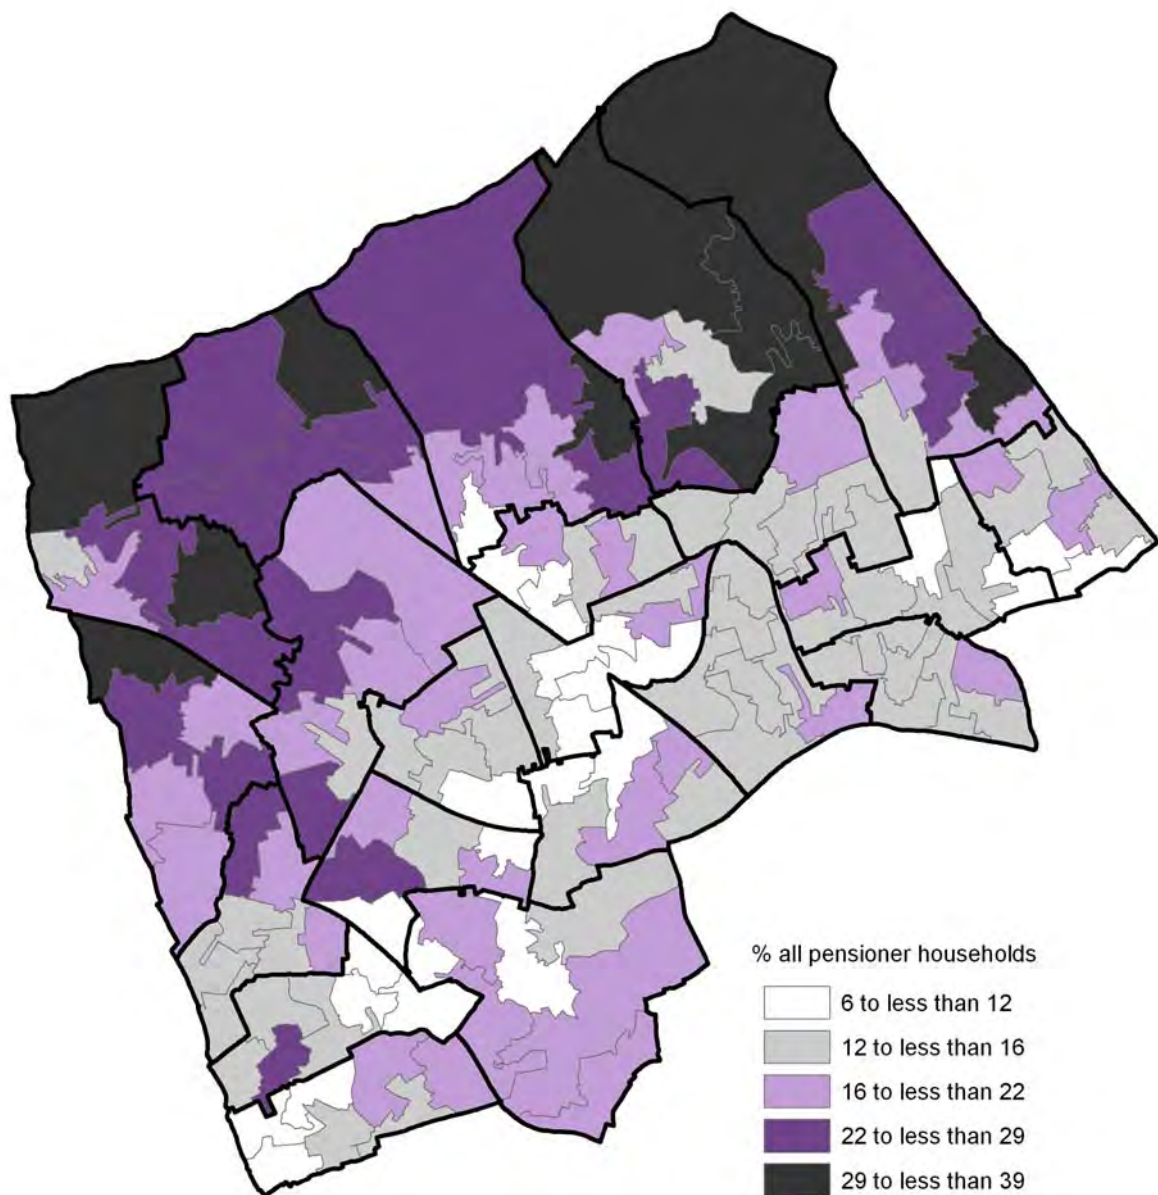 % all pensioner households
6 to less than 12
12 to less than 16
16 to less than 22
22 to less than 29
29 to less than 39